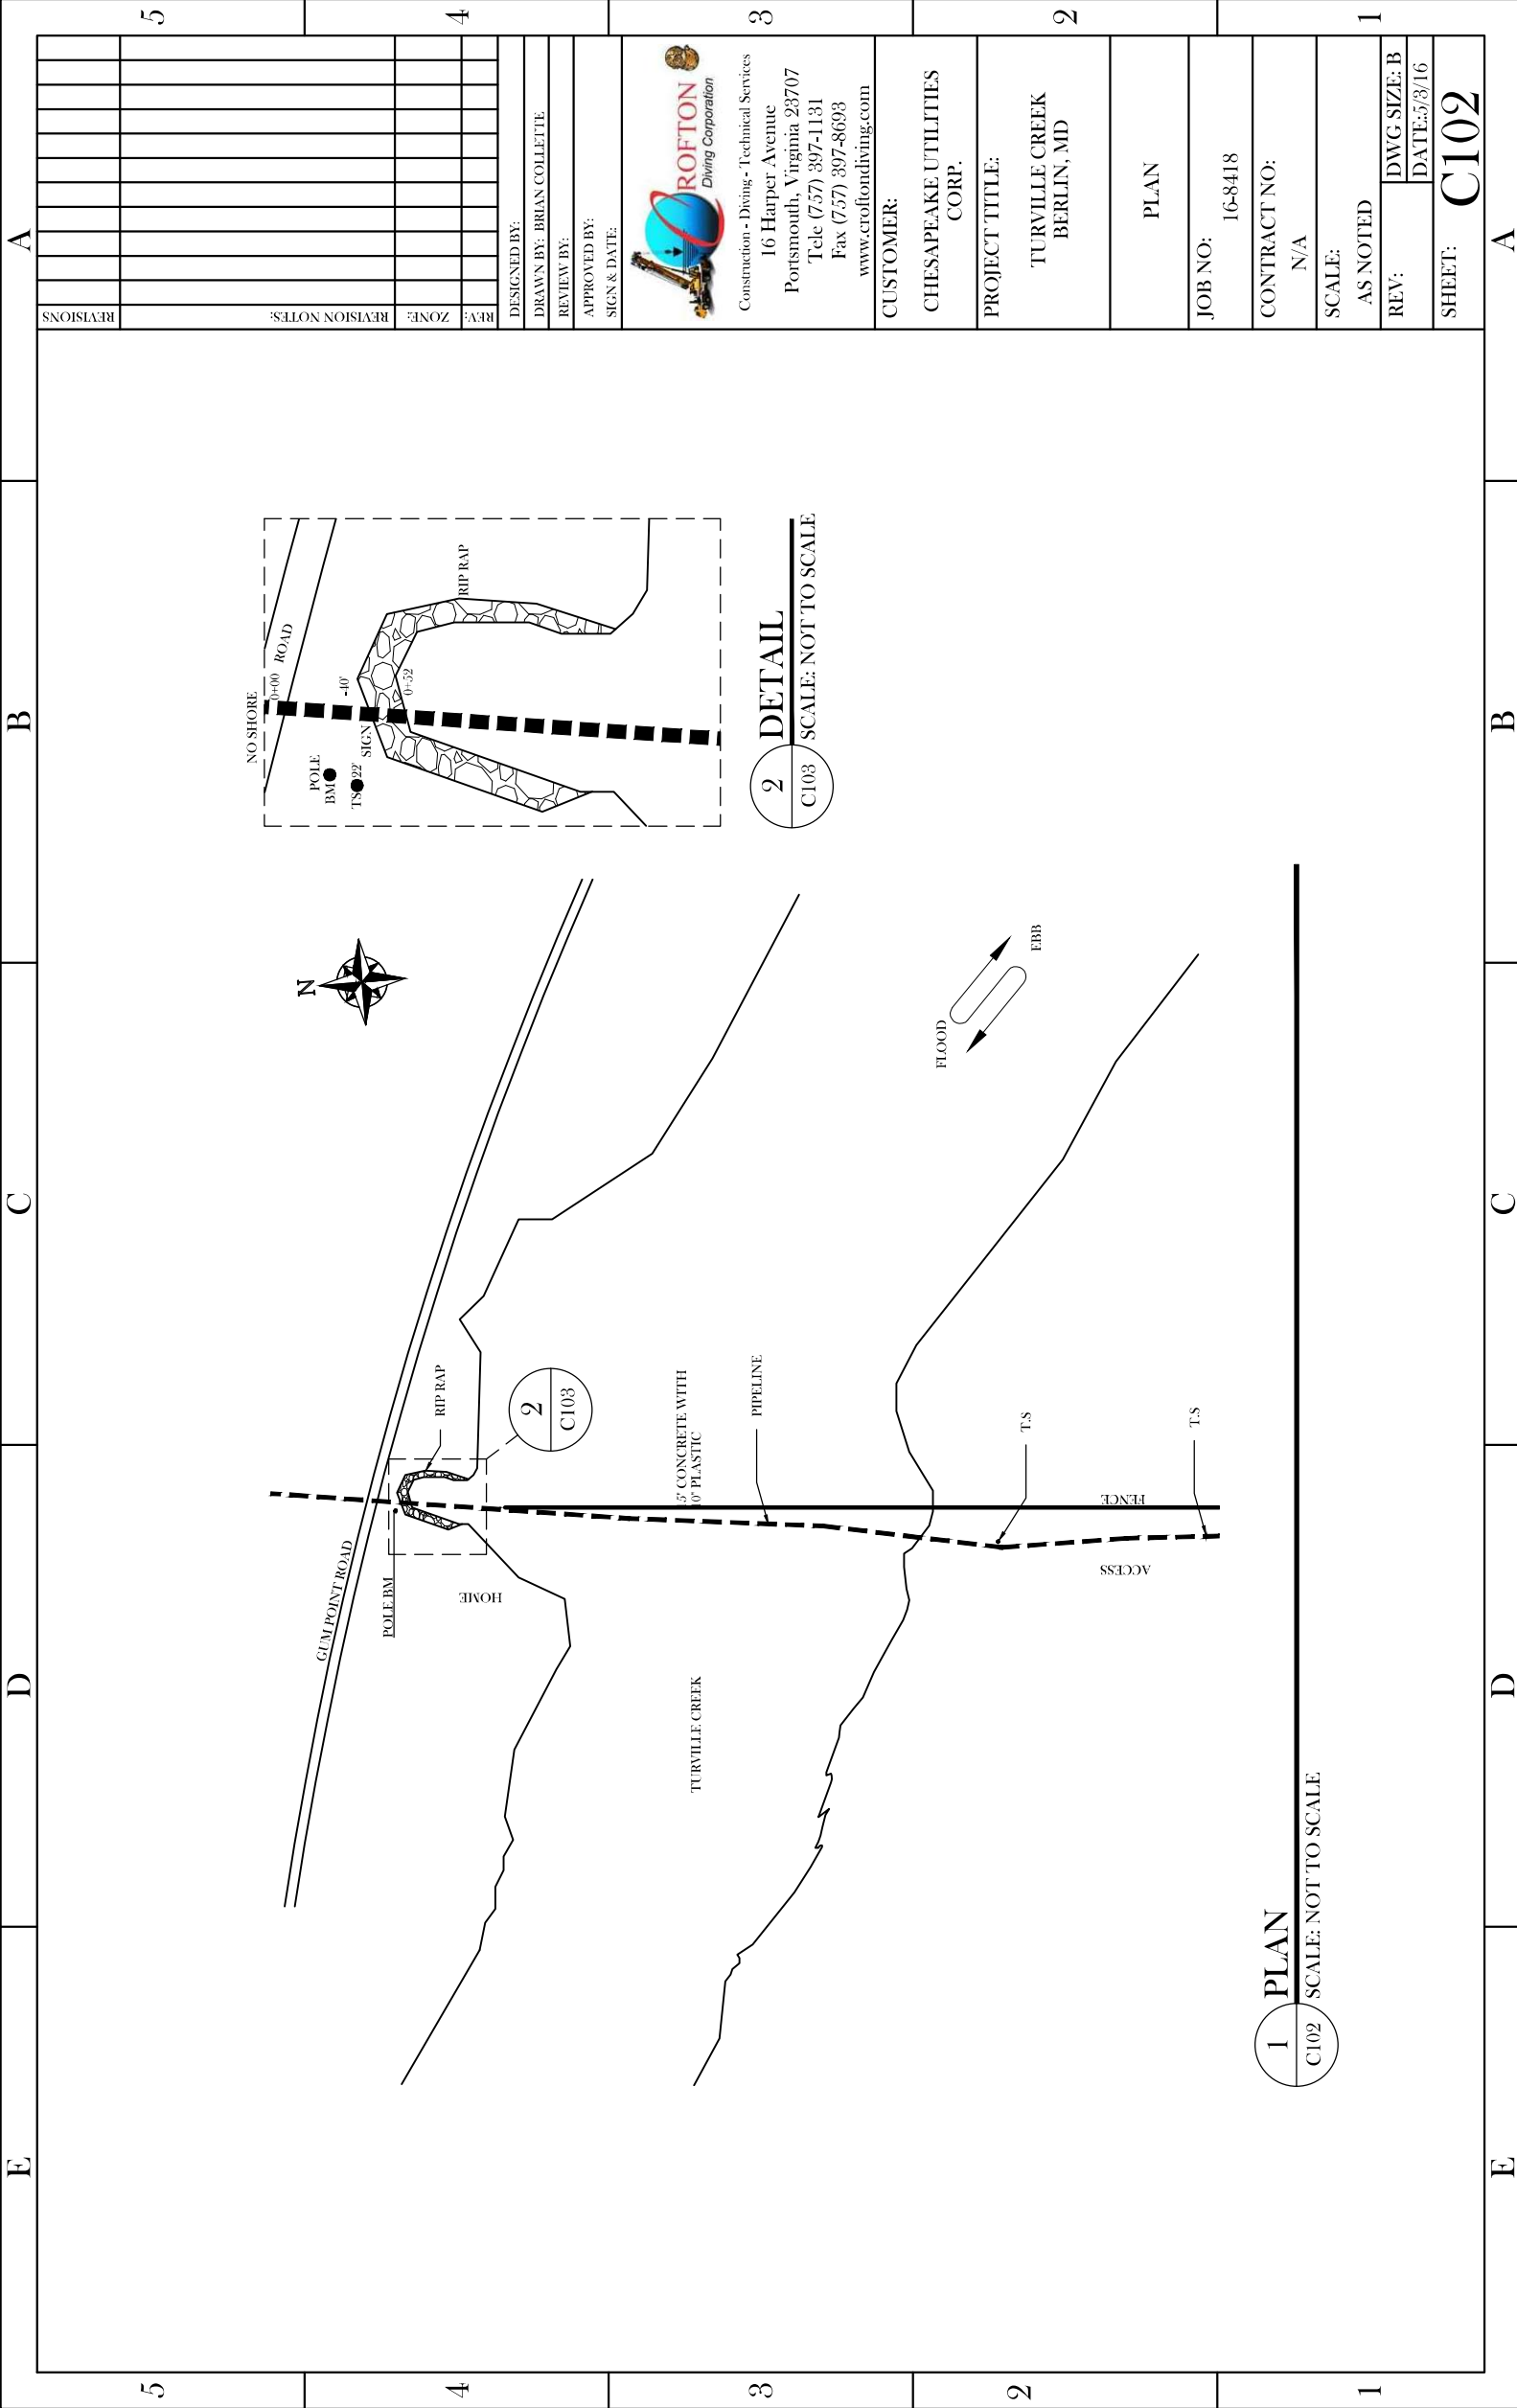 E
D
C
B
A
5
4
3
2
1
5
4
3
2
1
E
D
C
B
A
GUM POINT ROAD
POLE BM
HOME
RIP RAP
2
C103
N
TURVILLE CREEK
5' CONCRETE WITH
10" PLASTIC
PIPELINE
FLOOD
EBB
T.S
T.S
FENCE
ACCESS
1
C102
PLAN
SCALE: NOT TO SCALE
NO SHORE
0+00
ROAD
POLE
BM
TS
22'
SIGN
-40'
0+52
RIP RAP
2
C103
DETAIL
SCALE: NOT TO SCALE
REVISIONS
REVISION NOTES:
ZONE:
REV:
DESIGNED BY:
DRAWN BY: BRIAN COLLETTE
REVIEW BY:
APPROVED BY:
SIGN & DATE:
ROFTON
Diving Corporation
Construction - Diving - Technical Services
16 Harper Avenue
Portsmouth, Virginia 23707
Tele (757) 397-1131
Fax (757) 397-8693
www.croftondiving.com
CUSTOMER:
CHESAPEAKE UTILITIES
CORP.
PROJECT TITLE:
TURVILLE CREEK
BERLIN, MD
PLAN
JOB NO:
16-8418
CONTRACT NO:
N/A
SCALE:
AS NOTED
REV:
DWG SIZE: B
DATE:5/3/16
SHEET:
C102